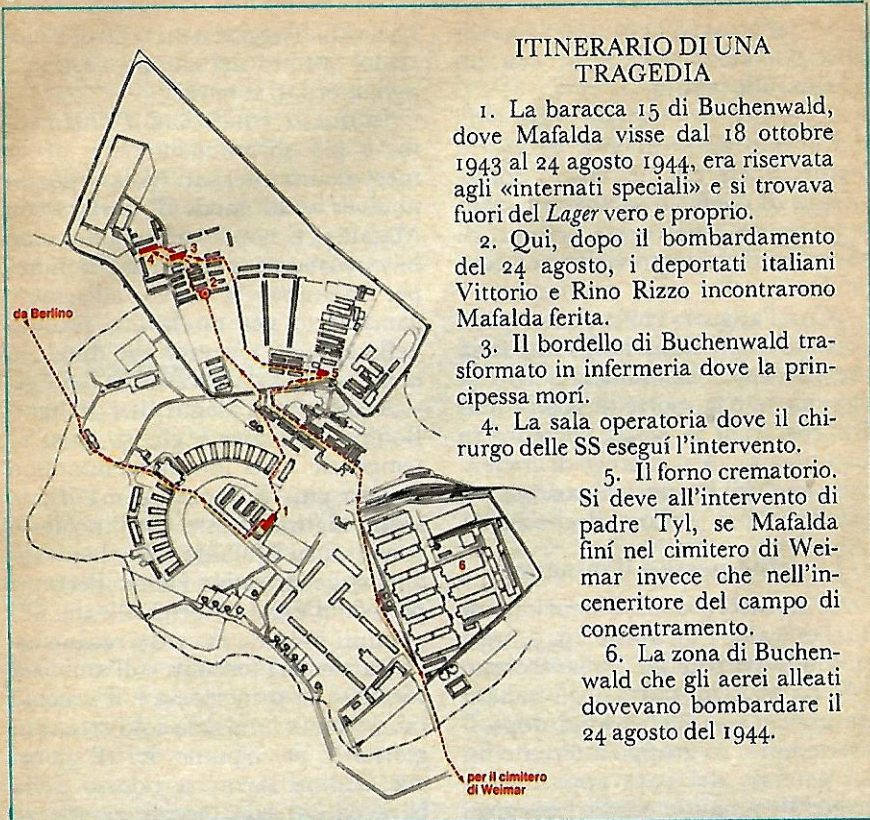 ITINERARIO DI UNA
TRAGEDIA
1. La baracca 15 di Buchenwald,
dove Mafalda visse dal 18 ottobre
1943 al 24 agosto 1944, era riservata
agli «internati speciali» e si trovava
fuori del Lager vero e proprio.
2. Qui, dopo il bombardamento
del 24 agosto, i deportati italiani
Vittorio e Rino Rizzo incontrarono
Mafalda ferita.
3. Il bordello di Buchenwald tra-
sformato in infermeria dove la prin-
cipessa morí.
4. La sala operatoria dove il chi-
rurgo delle SS eseguí l'intervento.
5. Il forno crematorio.
Si deve all'intervento di
padre Tyl, se Mafalda
finí nel cimitero di Wei-
mar invece che nell'in-
ceneritore del campo di
concentramento.
6. La zona di Buchen-
wald che gli aerei alleati
dovevano bombardare il
24 agosto del 1944.
3
4
2
da Berlino
5
1
6
per il cimitero
di Weimar